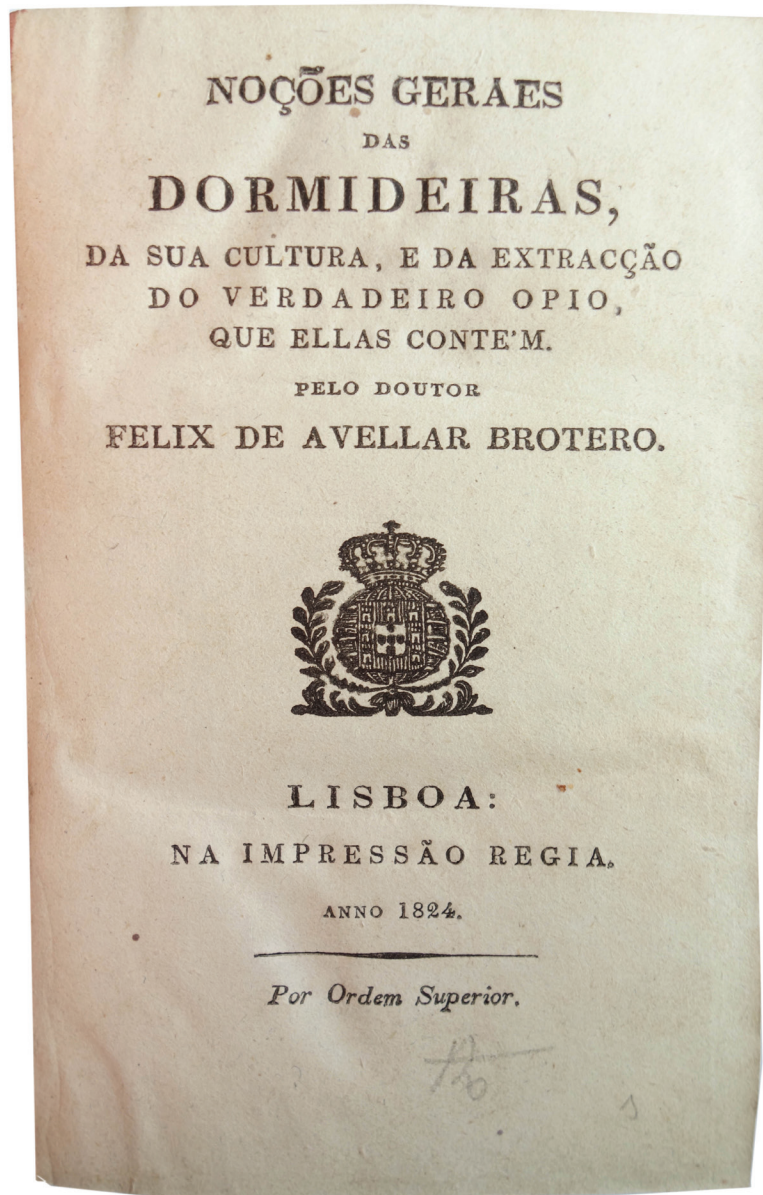 NOÇÕES GERAES
DAS
DORMIDEIRAS,
DA SUA CULTURA, E DA EXTRACÇÃO
DO VERDADEIRO OPIO,
QUE ELLAS CONTE'M.
PELO DOUTOR
FELIX DE AVELLAR BROTERO.
LISBOA:
NA IMPRESSÃO REGIA.
ANNO 1824.
Por Ordem Superior.